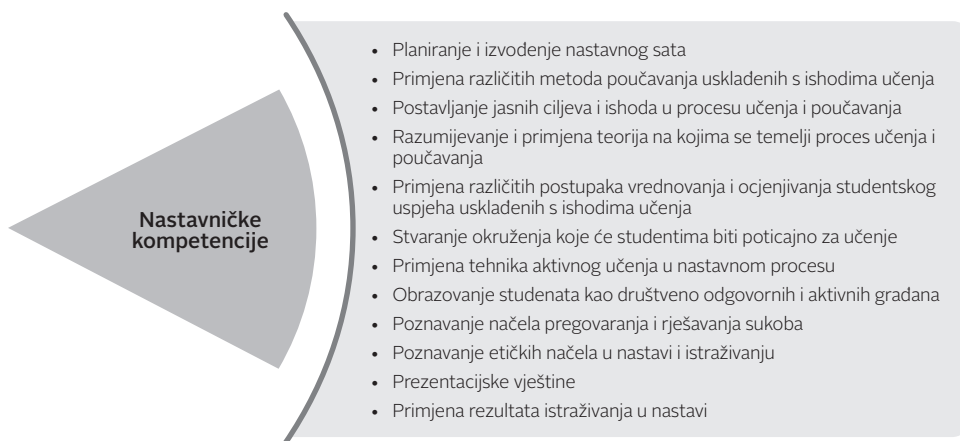 Nastavničke
kompetencije
• Planiranje i izvođenje nastavnog sata
• Primjena različitih metoda poučavanja usklađenih s ishodima učenja
• Postavljanje jasnih ciljeva i ishoda u procesu učenja i poučavanja
• Razumijevanje i primjena teorija na kojima se temelji proces učenja i
poučavanja
• Primjena različitih postupaka vrednovanja i ocjenjivanja studentskog
uspjeha usklađenih s ishodima učenja
• Stvaranje okruženja koje će studentima biti poticajno za učenje
• Primjena tehnika aktivnog učenja u nastavnom procesu
• Obrazovanje studenata kao društveno odgovornih i aktivnih građana
• Poznavanje načela pregovaranja i rješavanja sukoba
• Poznavanje etičkih načela u nastavi i istraživanju
• Prezentacijske vještine
• Primjena rezultata istraživanja u nastavi